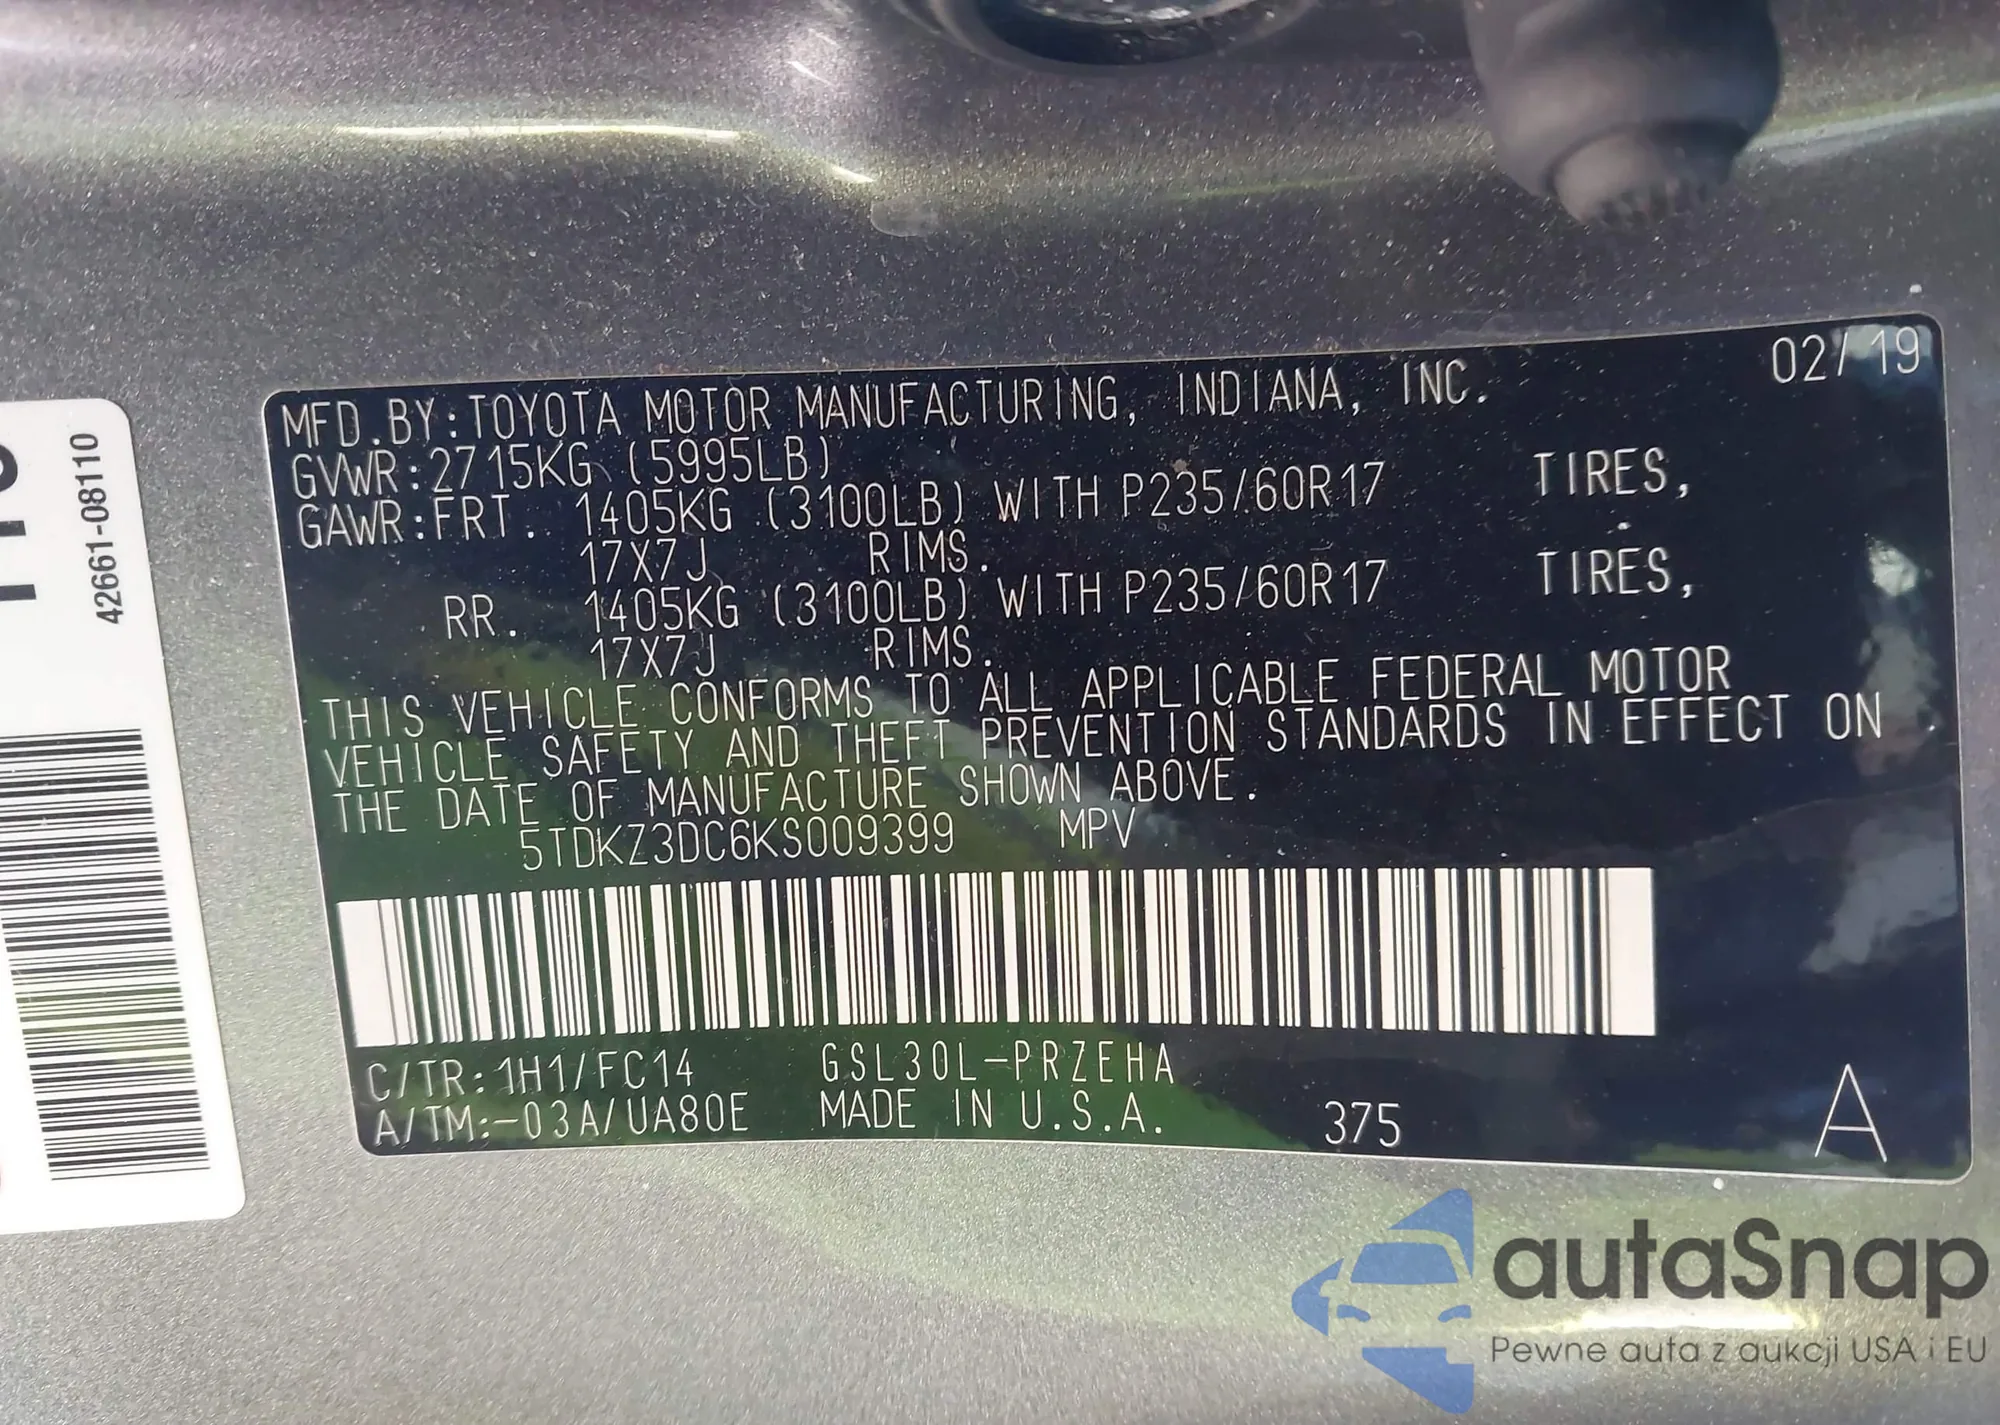 MFD.BY:TOYOTA MOTOR MANUFACTURING, INDIANA, INC. 02/19
GVWR:2715KG (5995LB)
GAWR:FRT. 1405KG (3100LB) WITH P235/60R17 TIRES,
17X7J RIMS.
RR. 1405KG (3100LB) WITH P235/60R17 TIRES,
17X7J RIMS.
THIS VEHICLE CONFORMS TO ALL APPLICABLE FEDERAL MOTOR
VEHICLE SAFETY AND THEFT PREVENTION STANDARDS IN EFFECT ON
THE DATE OF MANUFACTURE SHOWN ABOVE.
5TDKZ3DC6KS009399 MPV
C/TR:1H1/FC14 GSL30L-PRZEHA
A/TM:-03A/UA80E MADE IN U.S.A. 375 A
42661-08110
autaSnap
Pewne auta z aukcji USA i EU